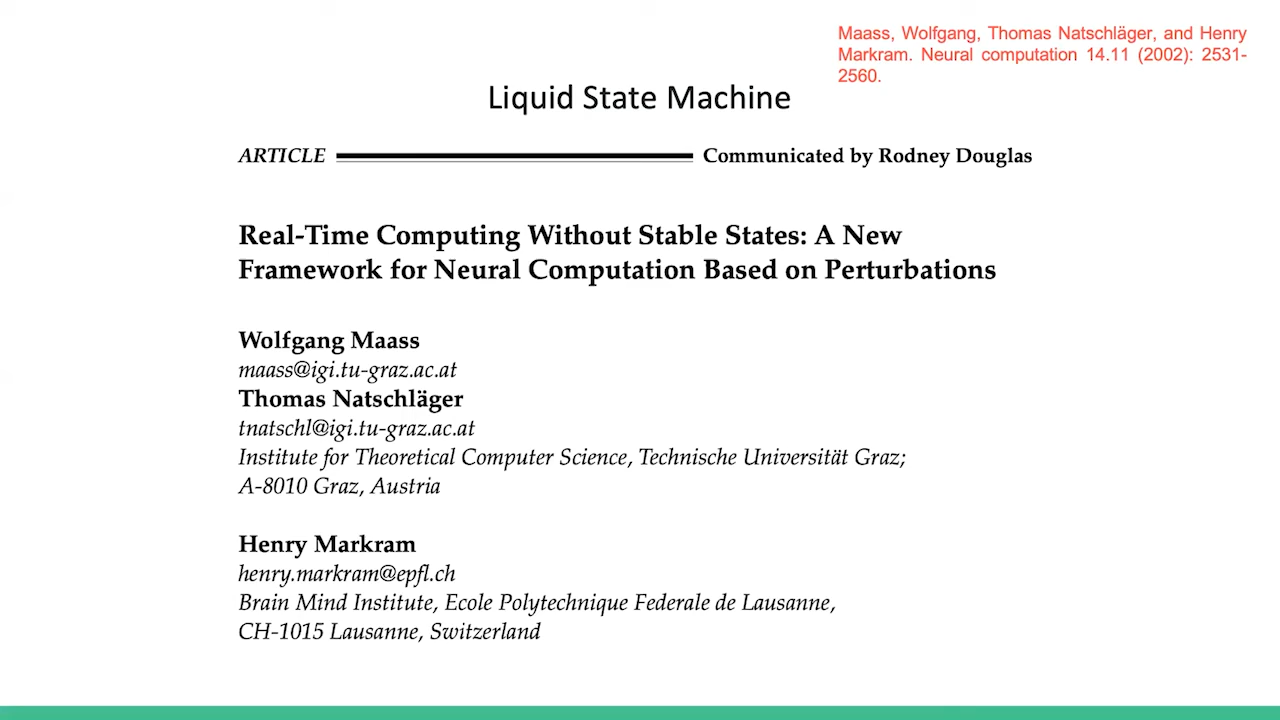 Maass, Wolfgang, Thomas Natschläger, and Henry
Markram. Neural computation 14.11 (2002): 2531-
2560.
Liquid State Machine
ARTICLE Communicated by Rodney Douglas
Real-Time Computing Without Stable States: A New
Framework for Neural Computation Based on Perturbations
Wolfgang Maass
maass@igi.tu-graz.ac.at
Thomas Natschläger
tnatschl@igi.tu-graz.ac.at
Institute for Theoretical Computer Science, Technische Universität Graz;
A-8010 Graz, Austria
Henry Markram
henry.markram@epfl.ch
Brain Mind Institute, Ecole Polytechnique Federale de Lausanne,
CH-1015 Lausanne, Switzerland